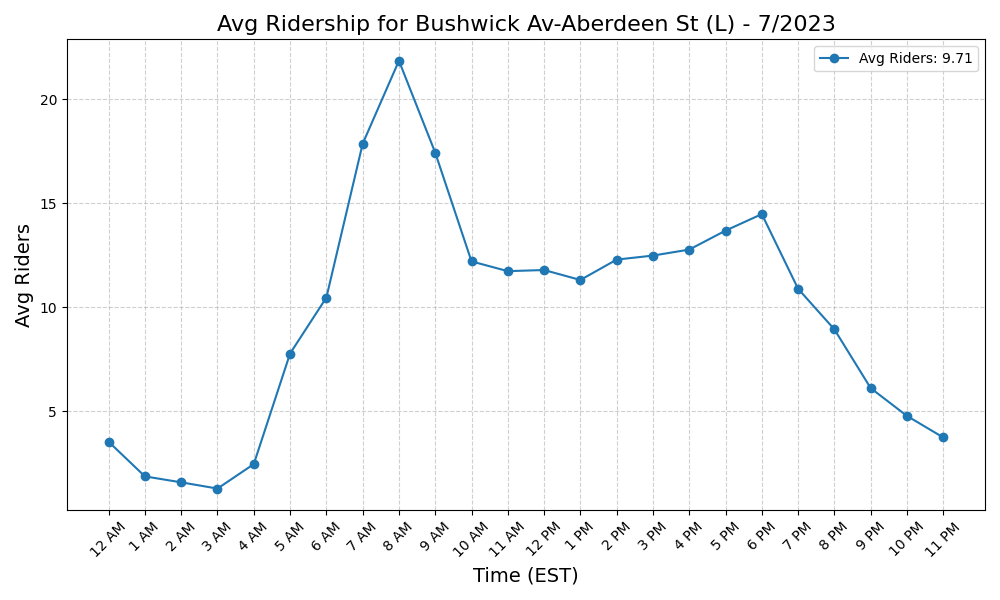 Avg Ridership for Bushwick Av-Aberdeen St (L) - 7/2023
Avg Riders: 9.71
Avg Riders
20
15
10
5
12 AM
1 AM
2 AM
3 AM
4 AM
5 AM
6 AM
7 AM
8 AM
9 AM
10 AM
11 AM
12 PM
1 PM
2 PM
3 PM
4 PM
5 PM
6 PM
7 PM
8 PM
9 PM
10 PM
11 PM
Time (EST)